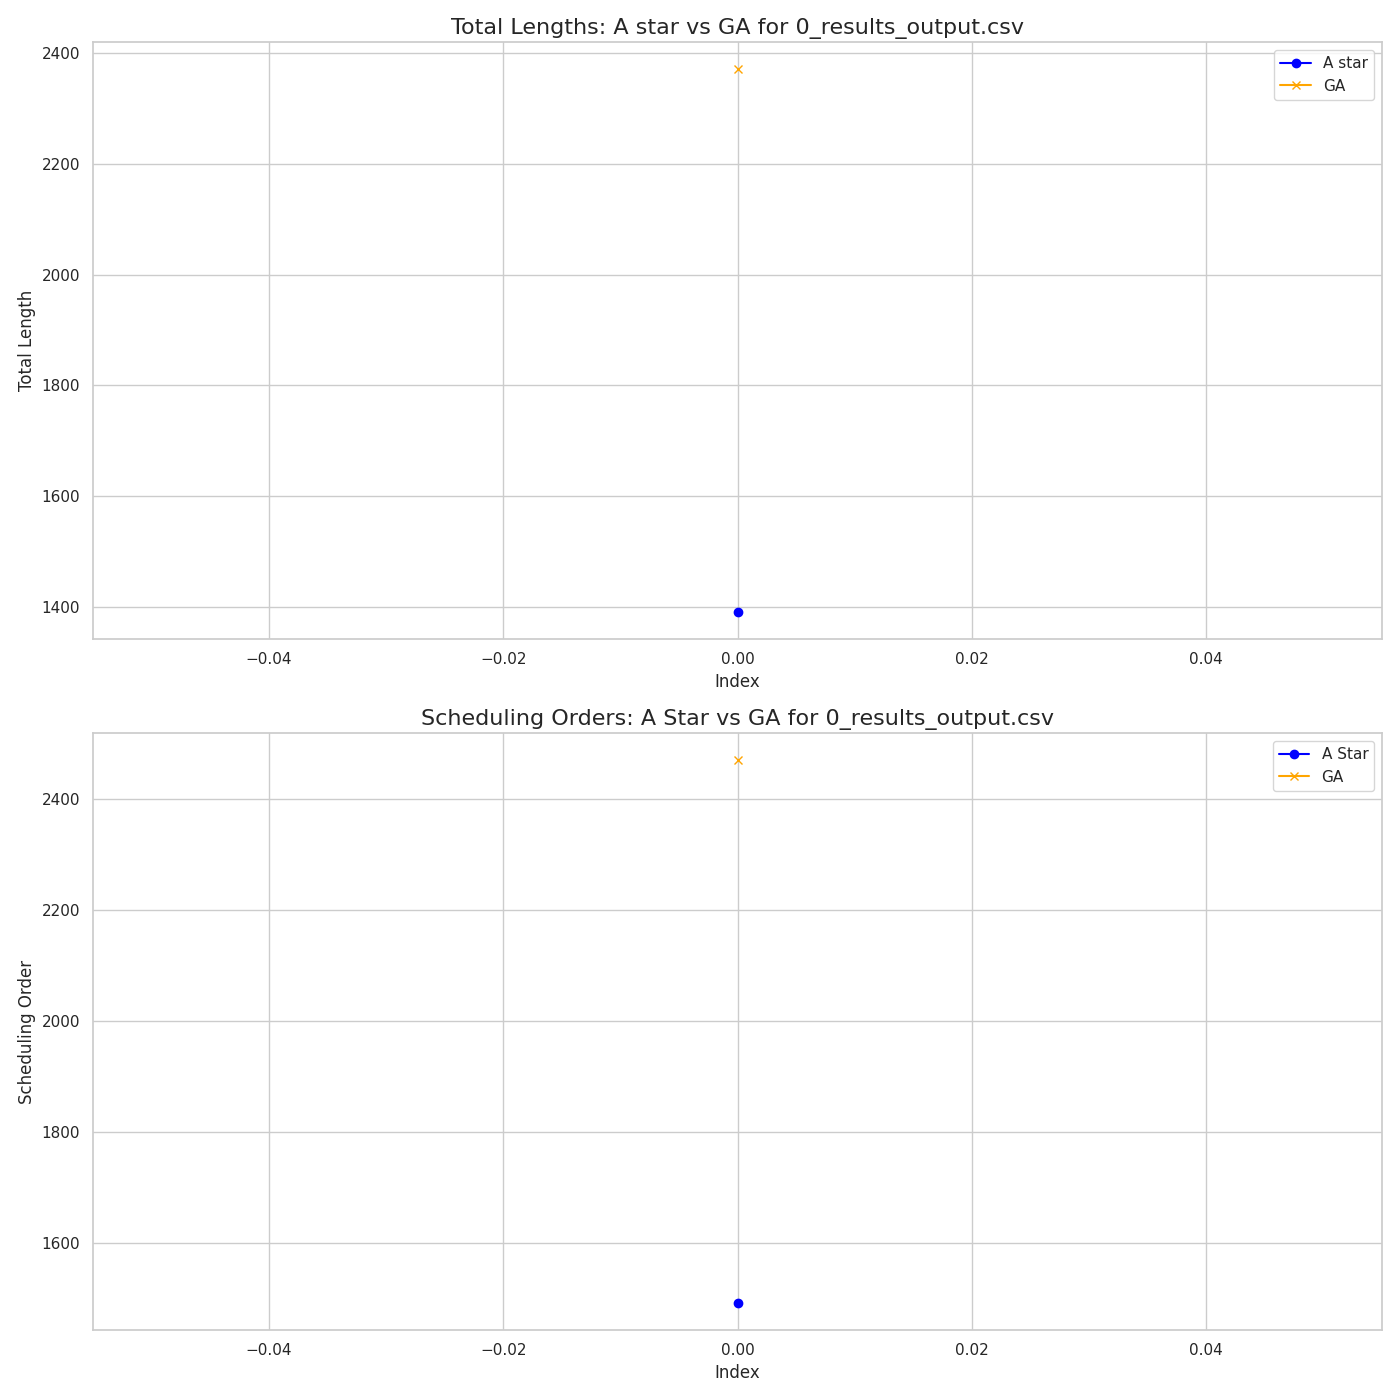 Total Lengths: A star vs GA for 0_results_output.csv
2400
2200
2000
1800
1600
1400
Total Length
A star
GA
−0.04
−0.02
0.00
0.02
0.04
Index
Scheduling Orders: A Star vs GA for 0_results_output.csv
2400
2200
2000
1800
1600
Scheduling Order
A Star
GA
−0.04
−0.02
0.00
0.02
0.04
Index